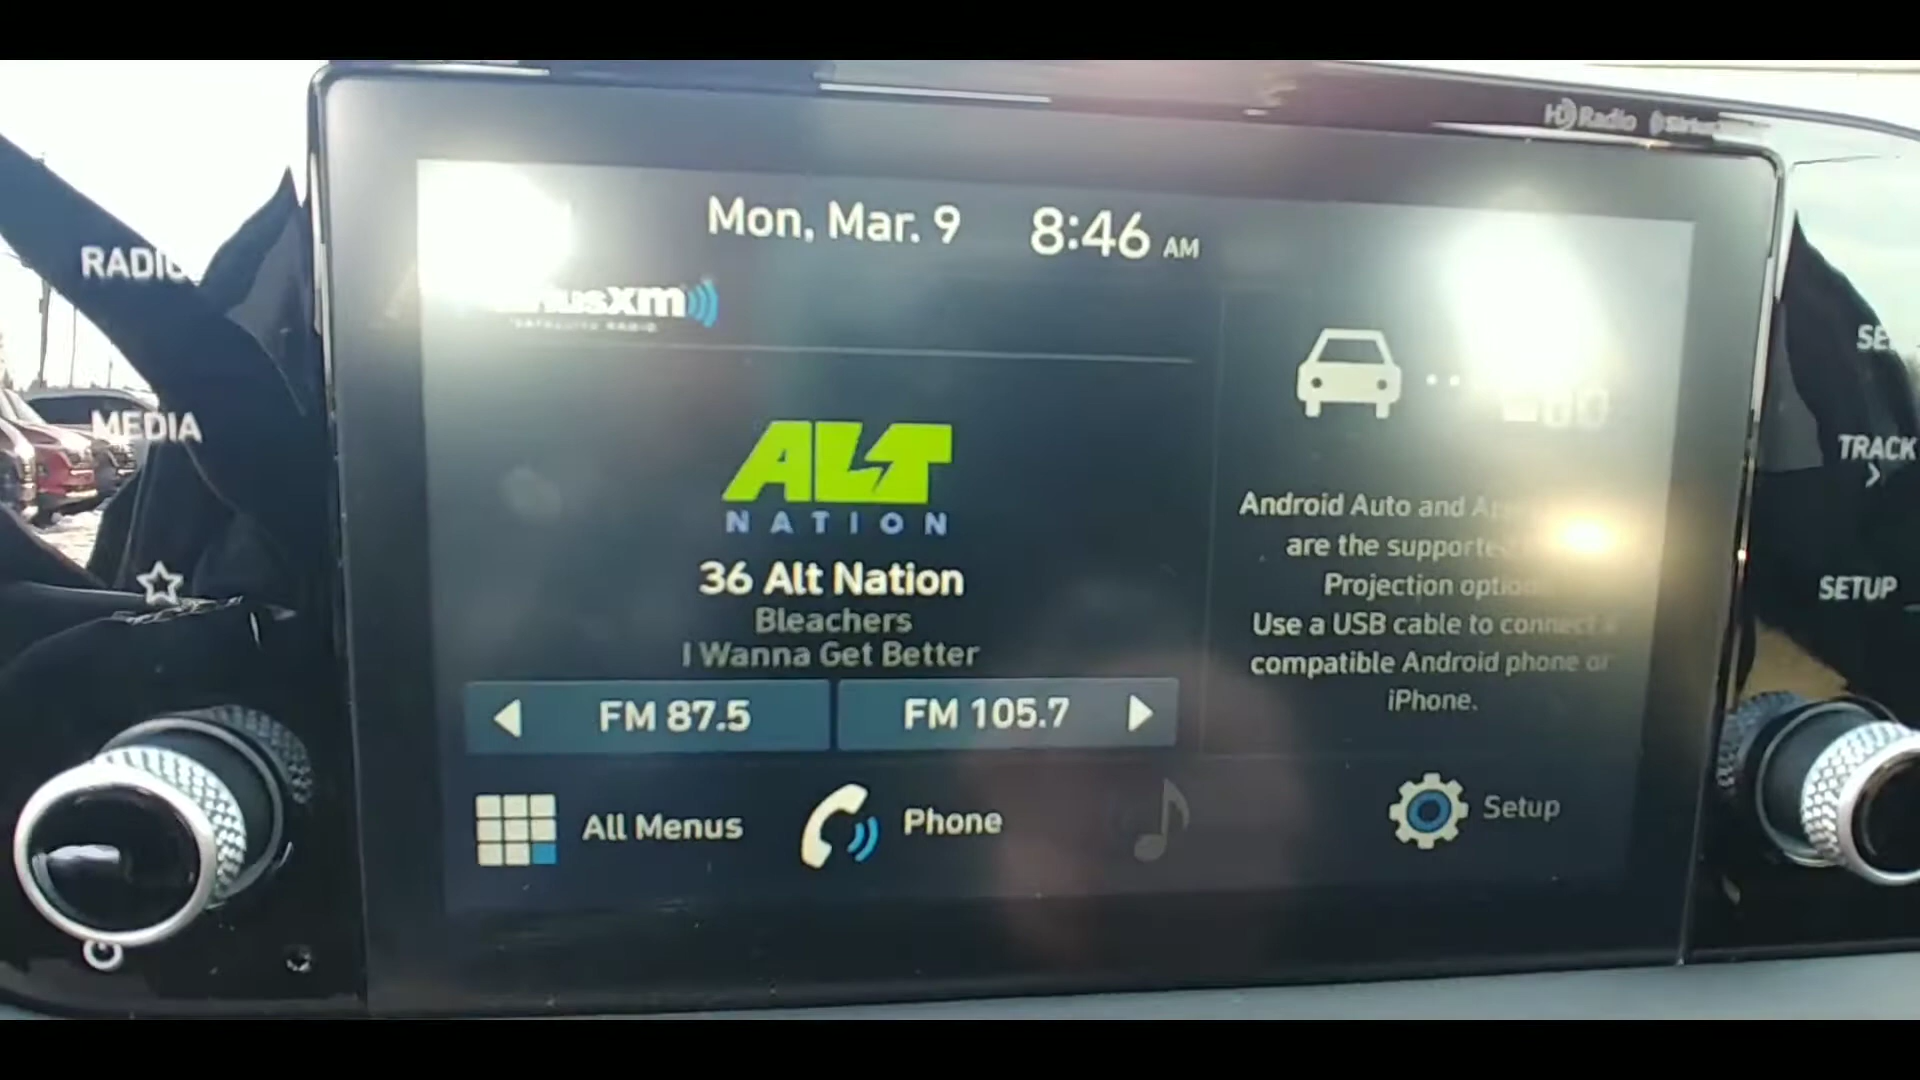 HD Radio
Mon, Mar. 9 8:46 AM
RADIO
SATELLITE RADIO
MEDIA
TRACK
>
ALT
NATION
Android Auto and
are the supported
Projection
36 Alt Nation
Bleachers
I Wanna Get Better
Use a USB cable to connect a
compatible Android phone or
iPhone.
SETUP
FM 87.5
FM 105.7
All Menus
Phone
Setup